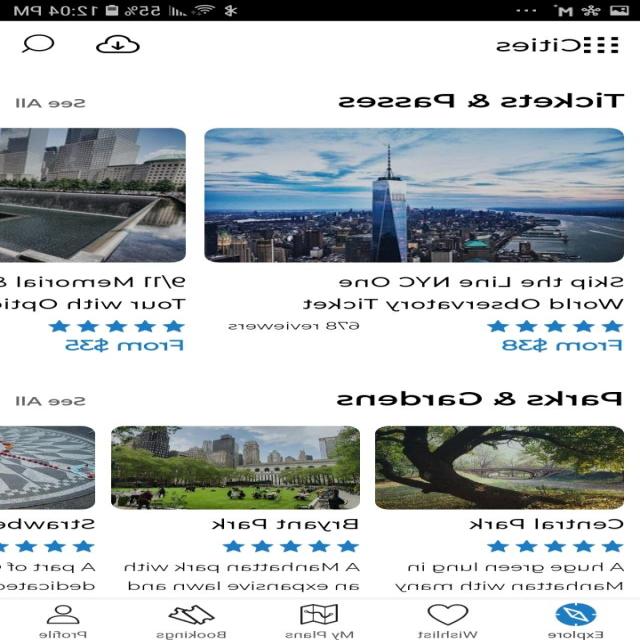 12:04 PM 55%
Cities
Tickets & Passes See All
Skip the Line NYC One
World Observatory Ticket
678 reviewers
From $38
9/11 Memorial &
Tour with Optio
From $35
Parks & Gardens See All
Central Park
A huge green lung in
Manhattan with many
Bryant Park
A Manhattan park with
an expansive lawn and
Strawbe
A part of
dedicated
Explore Wishlist My Plans Bookings Profile